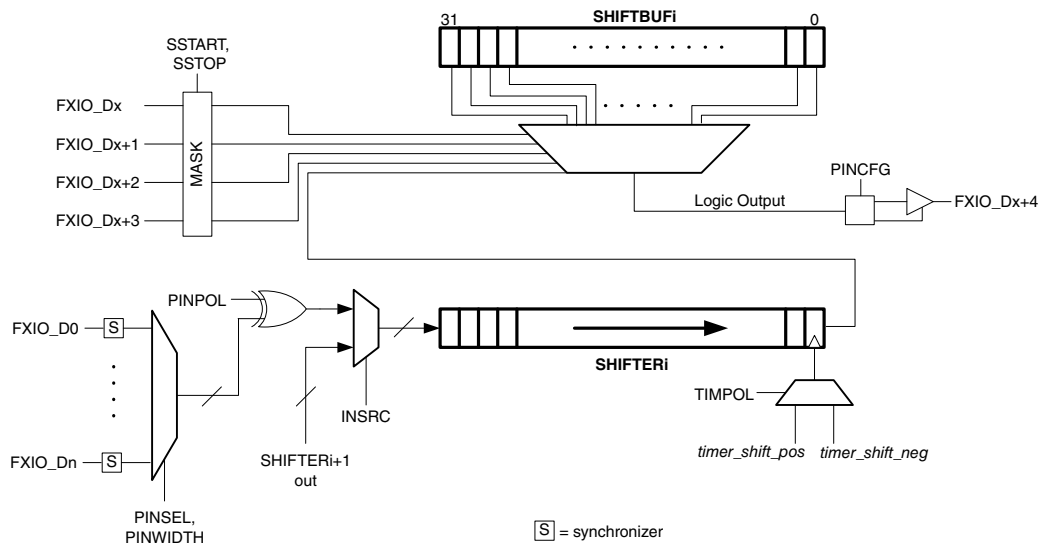 31
SHIFTBUFi
0
SSTART,
SSTOP
FXIO_Dx
FXIO_Dx+1
FXIO_Dx+2
FXIO_Dx+3
MASK
PINCFG
Logic Output
FXIO_Dx+4
PINPOL
FXIO_D0
S
SHIFTERi
TIMPOL
INSRC
FXIO_Dn
S
SHIFTERi+1
out
timer_shift_pos
timer_shift_neg
PINSEL,
PINWIDTH
S = synchronizer